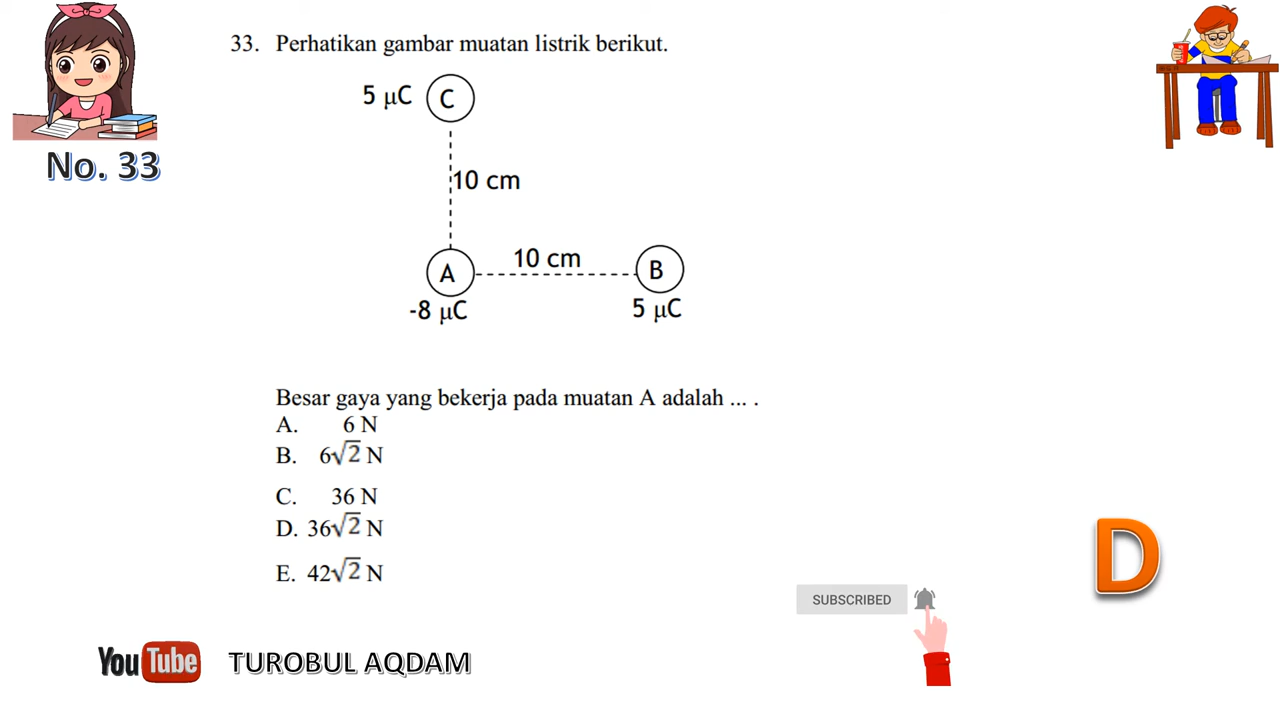 33. Perhatikan gambar muatan listrik berikut.
5 μC C
No. 33
10 cm
10 cm
A B
-8 μC 5 μC
Besar gaya yang bekerja pada muatan A adalah ... .
A. 6 N
B. 6√2 N
C. 36 N
D. 36√2 N
E. 42√2 N
D
SUBSCRIBED
YouTube TUROBUL AQDAM